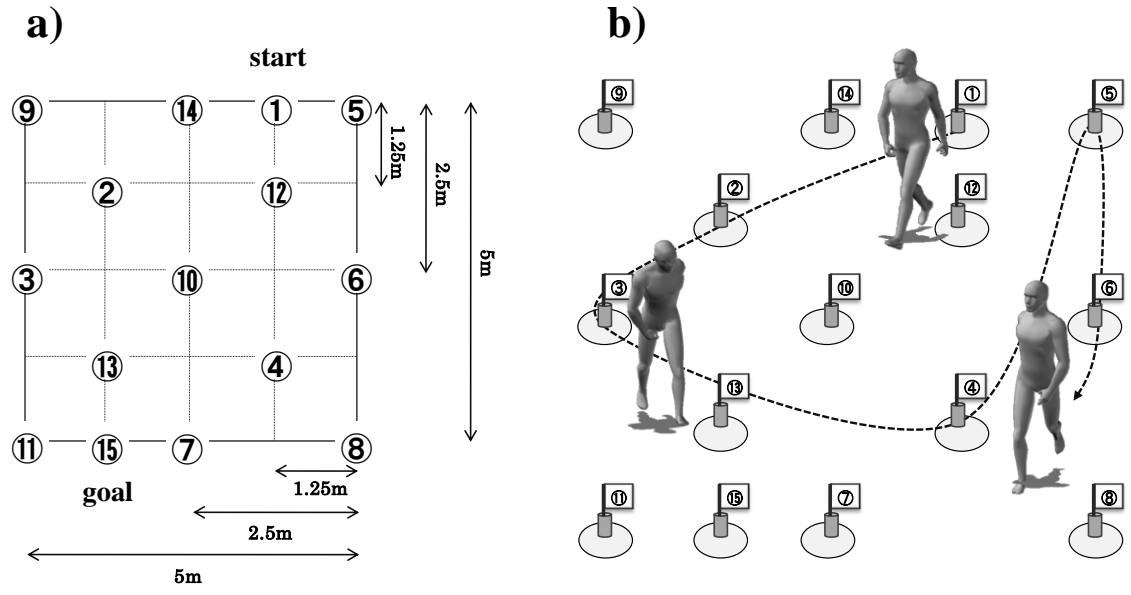 a)
start
⑨ ⑭ ① ⑤
② ⑫
③ ⑩ ⑥
⑬ ④
⑪ ⑮ ⑦ ⑧
goal
1.25m
2.5m
5m
1.25m
2.5m
5m
b)
⑨ ⑭ ① ⑤
② ⑫
③ ⑩ ⑥
⑬ ④
⑪ ⑮ ⑦ ⑧